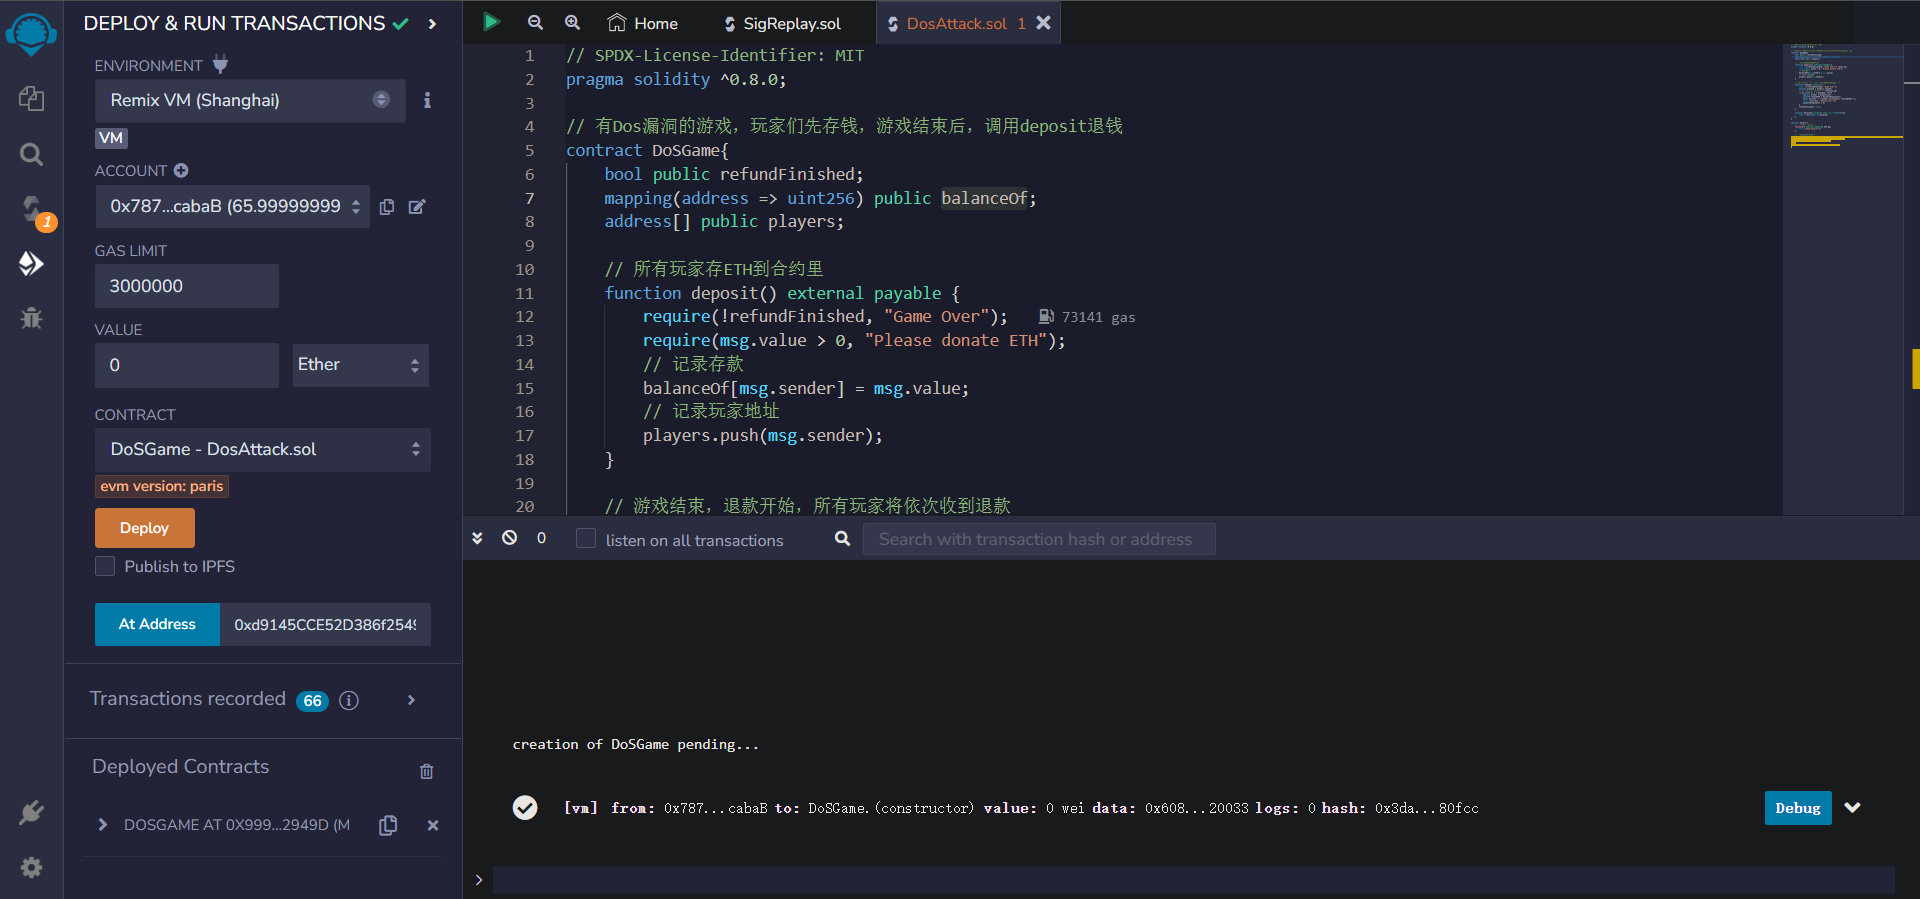 DEPLOY & RUN TRANSACTIONS
ENVIRONMENT
Remix VM (Shanghai)
VM
ACCOUNT
0x787...cabaB (65.99999999
GAS LIMIT
3000000
VALUE
0
Ether
CONTRACT
DoSGame - DosAttack.sol
evm version: paris
Deploy
Publish to IPFS
At Address
0xd9145CCE52D386f2549
Transactions recorded 66
Deployed Contracts
DOSGAME AT 0X999...2949D (M
1
Home
SigReplay.sol
DosAttack.sol 1
1 // SPDX-License-Identifier: MIT
2 pragma solidity ^0.8.0;
3
4 // 有Dos漏洞的游戏，玩家们先存钱，游戏结束后，调用deposit退钱
5 contract DoSGame{
6 bool public refundFinished;
7 mapping(address => uint256) public balanceOf;
8 address[] public players;
9
10 // 所有玩家存ETH到合约里
11 function deposit() external payable {
12 require(!refundFinished, "Game Over"); 73141 gas
13 require(msg.value > 0, "Please donate ETH");
14 // 记录存款
15 balanceOf[msg.sender] = msg.value;
16 // 记录玩家地址
17 players.push(msg.sender);
18 }
19
20 // 游戏结束，退款开始，所有玩家将依次收到退款
0
listen on all transactions
Search with transaction hash or address
creation of DoSGame pending...
[vm] from: 0x787...cabaB to: DoSGame.(constructor) value: 0 wei data: 0x608...20033 logs: 0 hash: 0x3da...80fcc
Debug
>